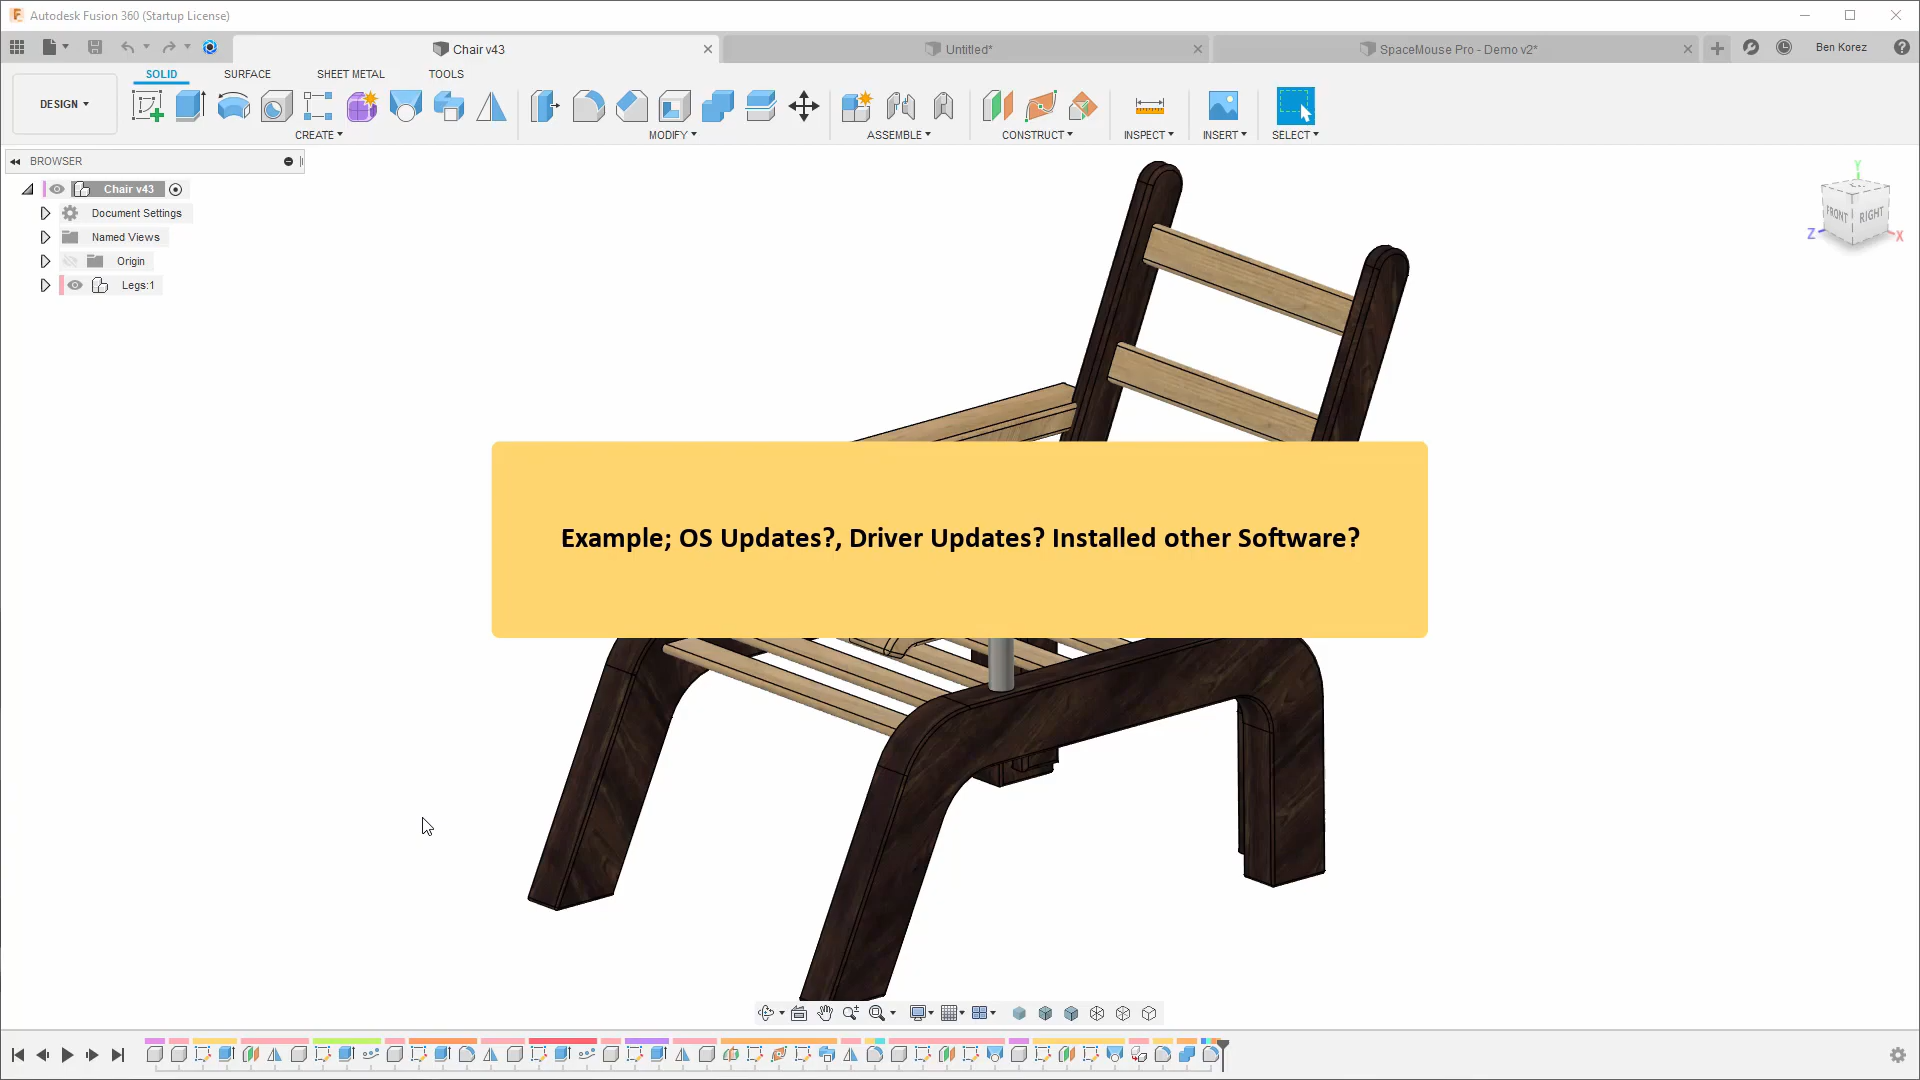 Autodesk Fusion 360 (Startup License)
Chair v43
Untitled*
SpaceMouse Pro - Demo v2*
Ben Korez
DESIGN
SOLID
SURFACE
SHEET METAL
TOOLS
CREATE
MODIFY
ASSEMBLE
CONSTRUCT
INSPECT
INSERT
SELECT
BROWSER
Chair v43
Document Settings
Named Views
Origin
Legs:1
Y
FRONT
RIGHT
Z
X
Example; OS Updates?, Driver Updates? Installed other Software?